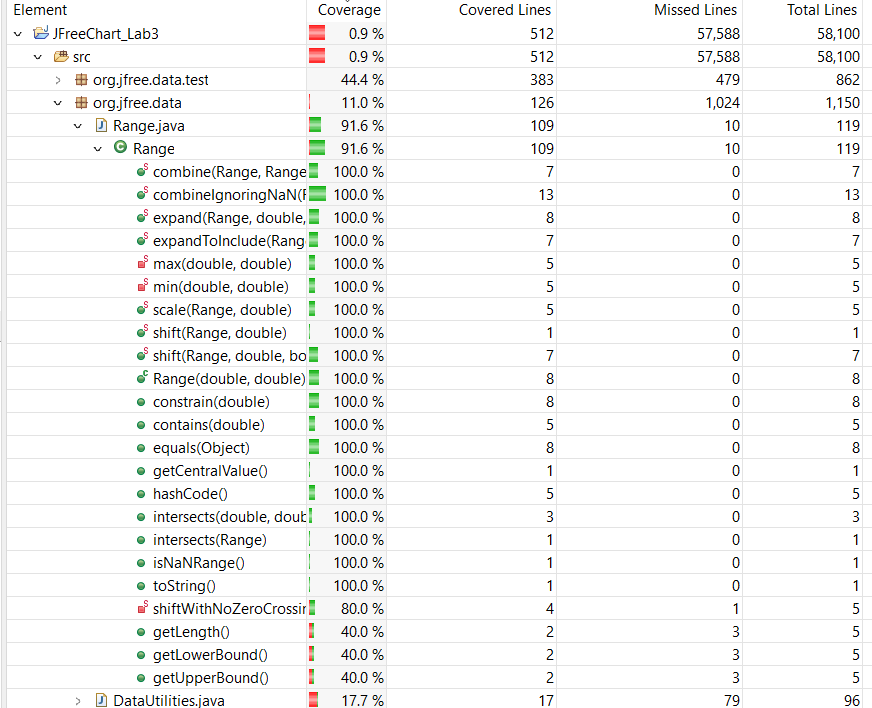 Element Coverage Covered Lines Missed Lines Total Lines
JFreeChart_Lab3 0.9 % 512 57,588 58,100
src 0.9 % 512 57,588 58,100
org.jfree.data.test 44.4 % 383 479 862
org.jfree.data 11.0 % 126 1,024 1,150
Range.java 91.6 % 109 10 119
Range 91.6 % 109 10 119
combine(Range, Range 100.0 % 7 0 7
combineIgnoringNaN(R 100.0 % 13 0 13
expand(Range, double, 100.0 % 8 0 8
expandToInclude(Rang 100.0 % 7 0 7
max(double, double) 100.0 % 5 0 5
min(double, double) 100.0 % 5 0 5
scale(Range, double) 100.0 % 5 0 5
shift(Range, double) 100.0 % 1 0 1
shift(Range, double, bo 100.0 % 7 0 7
Range(double, double) 100.0 % 8 0 8
constrain(double) 100.0 % 8 0 8
contains(double) 100.0 % 5 0 5
equals(Object) 100.0 % 8 0 8
getCentralValue() 100.0 % 1 0 1
hashCode() 100.0 % 5 0 5
intersects(double, doub 100.0 % 3 0 3
intersects(Range) 100.0 % 1 0 1
isNaNRange() 100.0 % 1 0 1
toString() 100.0 % 1 0 1
shiftWithNoZeroCrossin 80.0 % 4 1 5
getLength() 40.0 % 2 3 5
getLowerBound() 40.0 % 2 3 5
getUpperBound() 40.0 % 2 3 5
DataUtilities.java 17.7 % 17 79 96